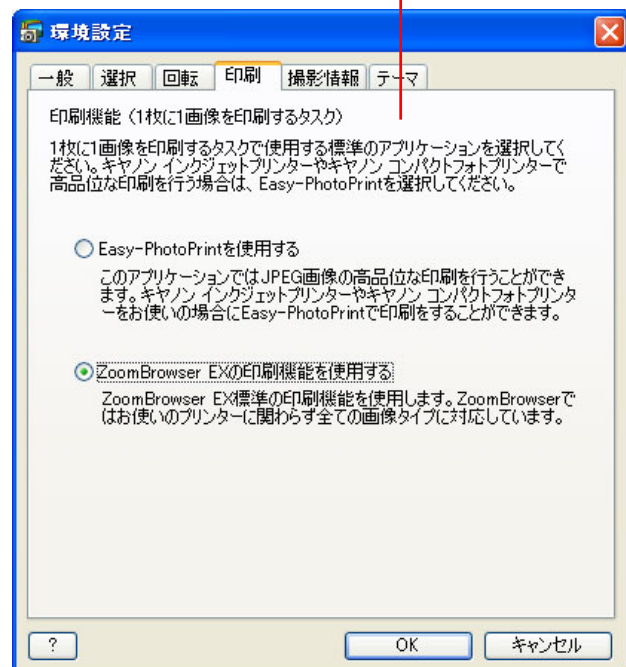 環境設定
一般 選択 回転 印刷 撮影情報 テーマ
印刷機能（1枚に1画像を印刷するタスク）
1枚に1画像を印刷するタスクで使用する標準のアプリケーションを選択してく
ださい。キヤノン インクジェットプリンターやキヤノン コンパクトフォトプリンターで
高品位な印刷を行う場合は、Easy-PhotoPrintを選択してください。
Easy-PhotoPrintを使用する
このアプリケーションではJPEG画像の高品位な印刷を行うことができ
ます。キヤノン インクジェットプリンターやキヤノン コンパクトフォトプリンタ
ーをお使いの場合にEasy-PhotoPrintで印刷をすることができます。
ZoomBrowser EXの印刷機能を使用する
ZoomBrowser EX標準の印刷機能を使用します。ZoomBrowserで
はお使いのプリンターに関わらず全ての画像タイプに対応しています。
? OK キャンセル